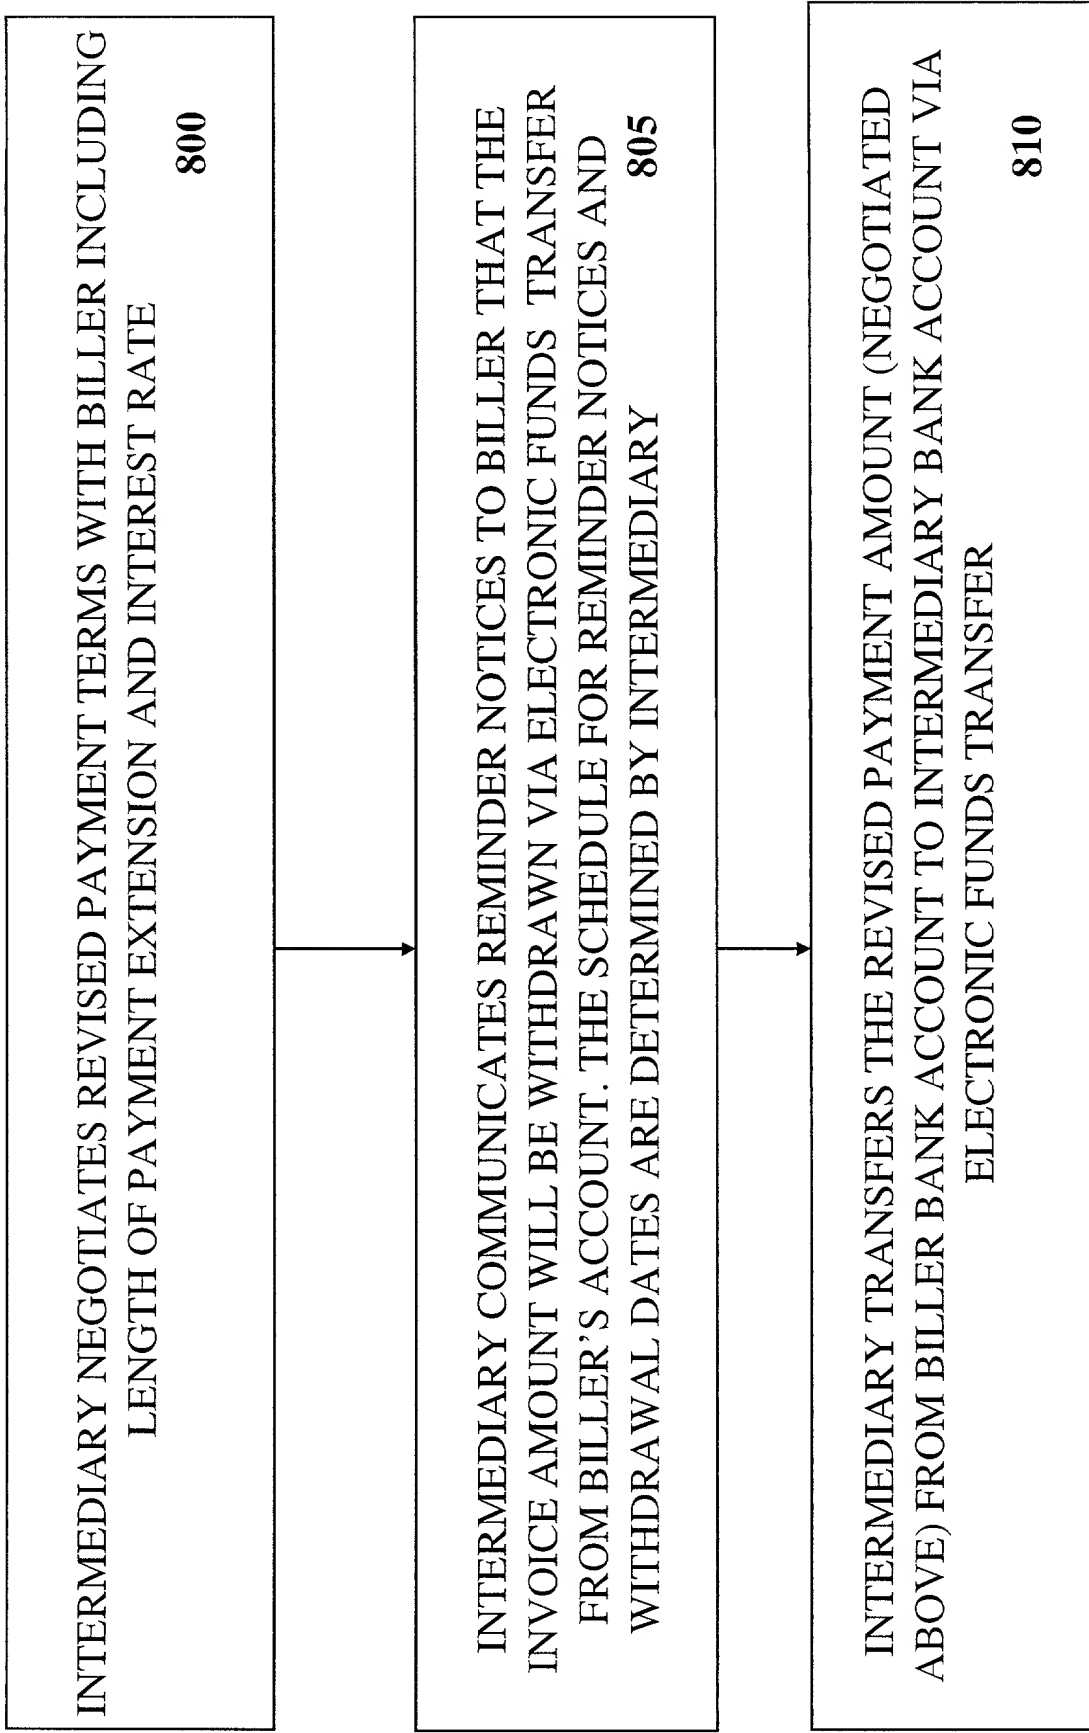 INTERMEDIARY NEGOTIATES REVISED PAYMENT TERMS WITH BILLER INCLUDING
LENGTH OF PAYMENT EXTENSION AND INTEREST RATE
800
INTERMEDIARY COMMUNICATES REMINDER NOTICES TO BILLER THAT THE
INVOICE AMOUNT WILL BE WITHDRAWN VIA ELECTRONIC FUNDS TRANSFER
FROM BILLER'S ACCOUNT. THE SCHEDULE FOR REMINDER NOTICES AND
WITHDRAWAL DATES ARE DETERMINED BY INTERMEDIARY
805
INTERMEDIARY TRANSFERS THE REVISED PAYMENT AMOUNT (NEGOTIATED
ABOVE) FROM BILLER BANK ACCOUNT TO INTERMEDIARY BANK ACCOUNT VIA
ELECTRONIC FUNDS TRANSFER
810